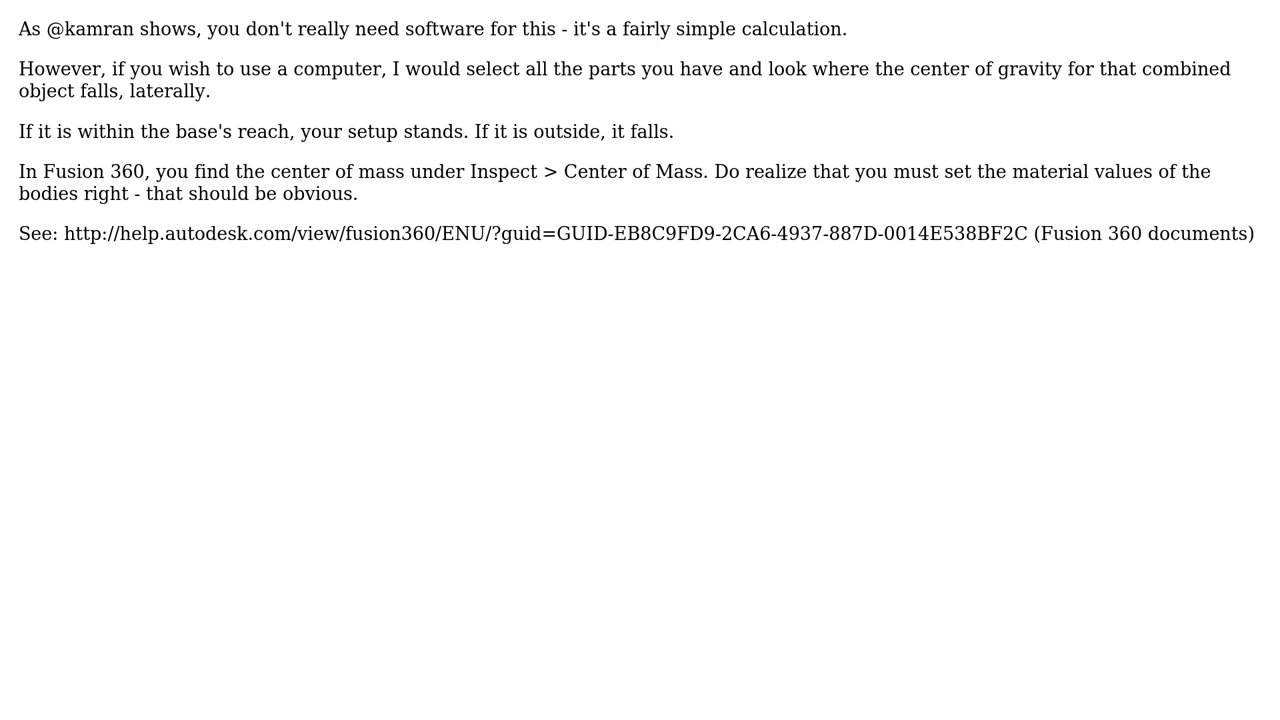 As @kamran shows, you don't really need software for this - it's a fairly simple calculation.
However, if you wish to use a computer, I would select all the parts you have and look where the center of gravity for that combined
object falls, laterally.
If it is within the base's reach, your setup stands. If it is outside, it falls.
In Fusion 360, you find the center of mass under Inspect > Center of Mass. Do realize that you must set the material values of the
bodies right - that should be obvious.
See: http://help.autodesk.com/view/fusion360/ENU/?guid=GUID-EB8C9FD9-2CA6-4937-887D-0014E538BF2C (Fusion 360 documents)